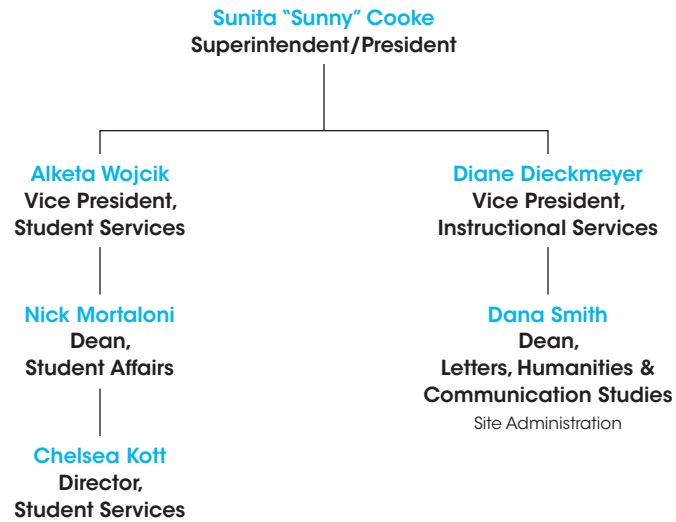 Sunita “Sunny” Cooke
Superintendent/President
Alketa Wojcik
Vice President,
Student Services
Diane Dieckmeyer
Vice President,
Instructional Services
Nick Mortaloni
Dean,
Student Affairs
Dana Smith
Dean,
Letters, Humanities &
Communication Studies
Site Administration
Chelsea Kott
Director,
Student Services